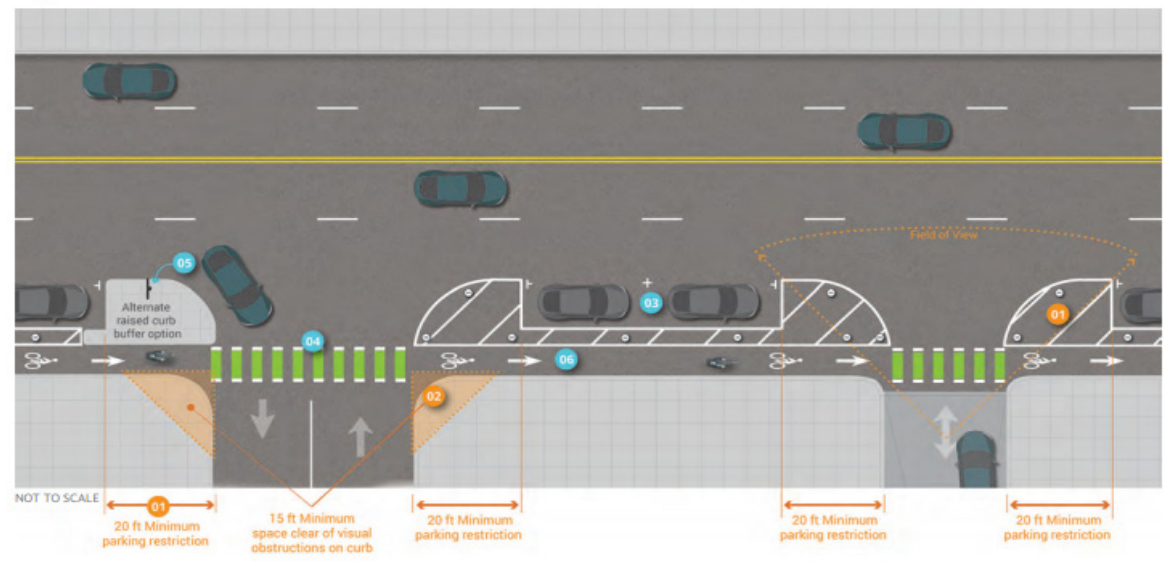 Field of View
05
Alternate
raised curb
buffer option
03
01
04
06
02
NOT TO SCALE
01
20 ft Minimum
parking restriction
15 ft Minimum
space clear of visual
obstructions on curb
20 ft Minimum
parking restriction
20 ft Minimum
parking restriction
20 ft Minimum
parking restriction